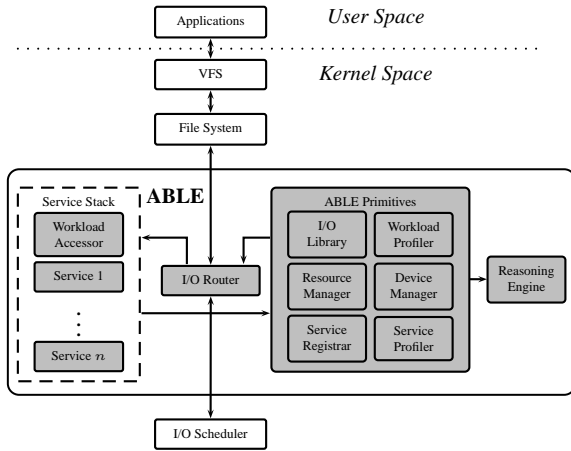 Applications
User Space
VFS
Kernel Space
File System
ABLE
Service Stack
Workload
Accessor
Service 1
Service n
I/O Router
ABLE Primitives
I/O
Library
Workload
Profiler
Resource
Manager
Device
Manager
Service
Registrar
Service
Profiler
Reasoning
Engine
I/O Scheduler